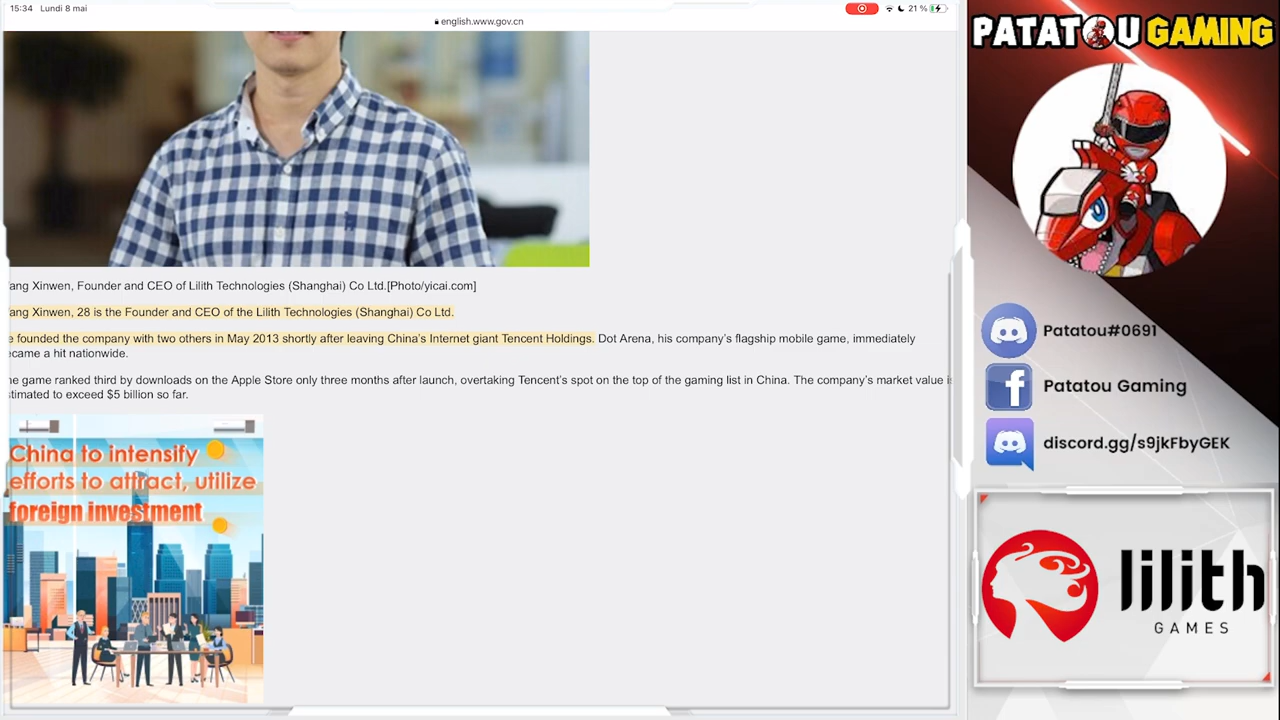 15:34 Lundi 8 mai
21 %
english.www.gov.cn
ang Xinwen, Founder and CEO of Lilith Technologies (Shanghai) Co Ltd.[Photo/yicai.com]
ang Xinwen, 28 is the Founder and CEO of the Lilith Technologies (Shanghai) Co Ltd.
e founded the company with two others in May 2013 shortly after leaving China's Internet giant Tencent Holdings. Dot Arena, his company's flagship mobile game, immediately
ecame a hit nationwide.
he game ranked third by downloads on the Apple Store only three months after launch, overtaking Tencent's spot on the top of the gaming list in China. The company's market value is
stimated to exceed $5 billion so far.
China to intensify
efforts to attract, utilize
foreign investment
PATATOU GAMING
Patatou#0691
Patatou Gaming
discord.gg/s9jkFbyGEK
lilith
GAMES